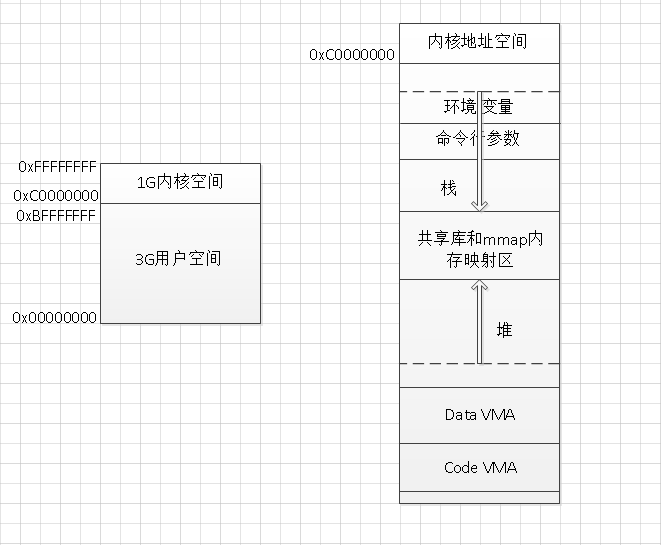 0xFFFFFFFF
1G内核空间
0xC0000000
0xBFFFFFFF
3G用户空间
0x00000000
内核地址空间
0xC0000000
环境变量
命令行参数
栈
共享库和mmap内
存映射区
堆
Data VMA
Code VMA